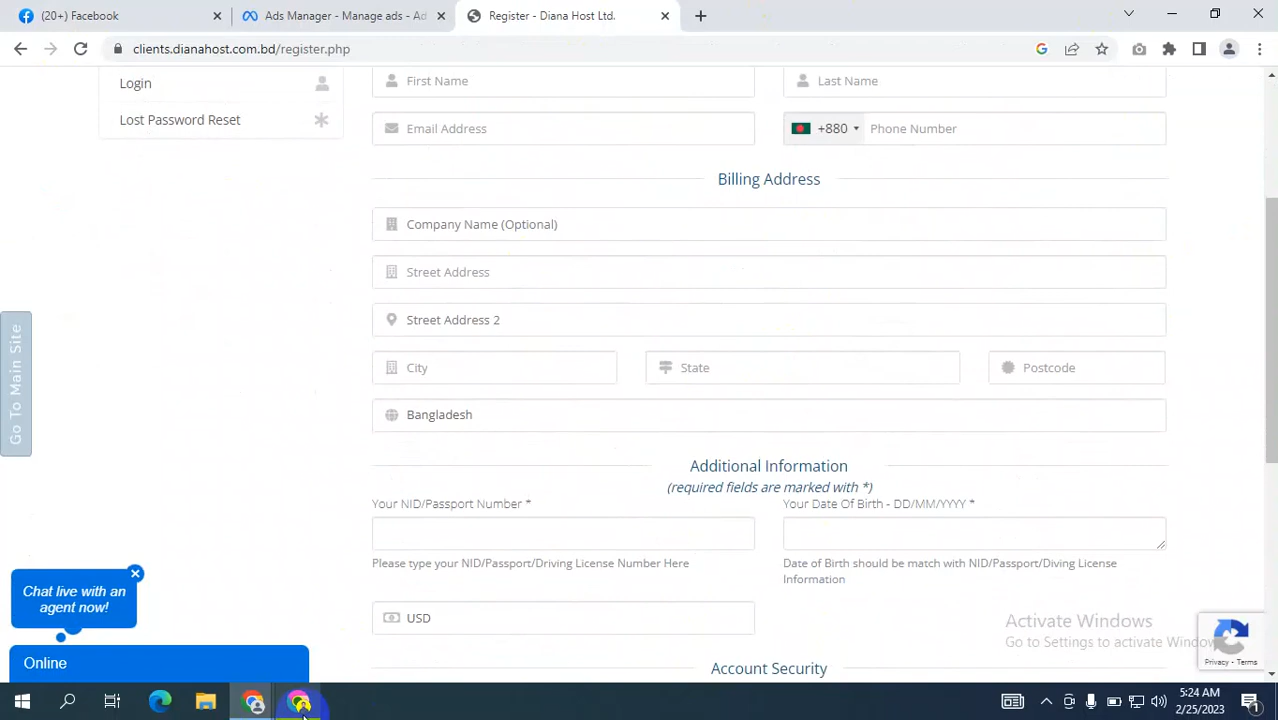 (20+) Facebook
Ads Manager - Manage ads - Ad
Register - Diana Host Ltd.
clients.dianahost.com.bd/register.php
Login
Lost Password Reset
First Name
Last Name
Email Address
+880
Phone Number
Billing Address
Company Name (Optional)
Street Address
Street Address 2
City
State
Postcode
Bangladesh
Additional Information
(required fields are marked with *)
Your NID/Passport Number *
Your Date Of Birth - DD/MM/YYYY *
Please type your NID/Passport/Driving License Number Here
Date of Birth should be match with NID/Passport/Diving License
Information
USD
Account Security
Go To Main Site
Chat live with an
agent now!
Online
Activate Windows
Go to Settings to activate Window
Privacy - Terms
5:24 AM
2/25/2023
1